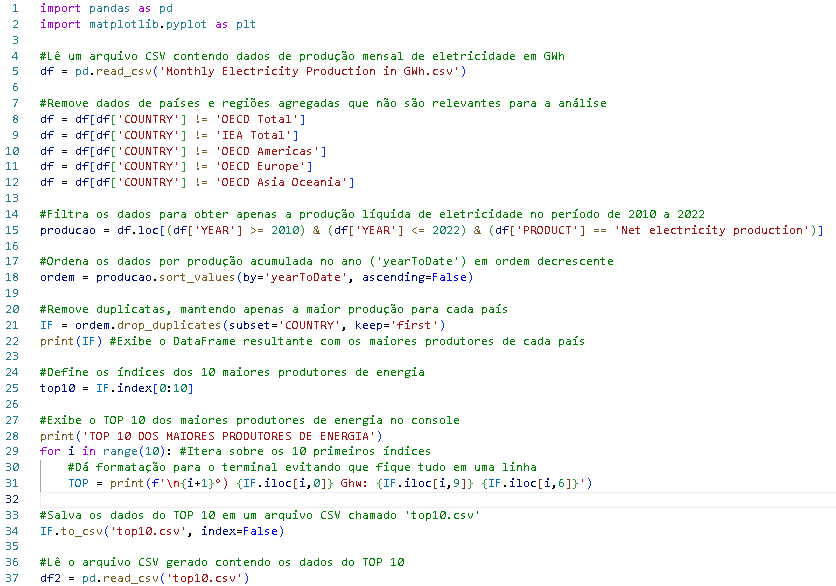 1 import pandas as pd
2 import matplotlib.pyplot as plt
3
4 #Lê um arquivo CSV contendo dados de produção mensal de eletricidade em GWh
5 df = pd.read_csv('Monthly Electricity Production in GWh.csv')
6
7 #Remove dados de países e regiões agregadas que não são relevantes para a análise
8 df = df[df['COUNTRY'] != 'OECD Total']
9 df = df[df['COUNTRY'] != 'IEA Total']
10 df = df[df['COUNTRY'] != 'OECD Americas']
11 df = df[df['COUNTRY'] != 'OECD Europe']
12 df = df[df['COUNTRY'] != 'OECD Asia Oceania']
13
14 #Filtra os dados para obter apenas a produção líquida de eletricidade no período de 2010 a 2022
15 producao = df.loc[(df['YEAR'] >= 2010) & (df['YEAR'] <= 2022) & (df['PRODUCT'] == 'Net electricity production')]
16
17 #Ordena os dados por produção acumulada no ano ('yearToDate') em ordem decrescente
18 ordem = producao.sort_values(by='yearToDate', ascending=False)
19
20 #Remove duplicatas, mantendo apenas a maior produção para cada país
21 IF = ordem.drop_duplicates(subset='COUNTRY', keep='first')
22 print(IF) #Exibe o DataFrame resultante com os maiores produtores de cada país
23
24 #Define os índices dos 10 maiores produtores de energia
25 top10 = IF.index[0:10]
26
27 #Exibe o TOP 10 dos maiores produtores de energia no console
28 print('TOP 10 DOS MAIORES PRODUTORES DE ENERGIA')
29 for i in range(10): #Itera sobre os 10 primeiros índices
30     #Dá formatação para o terminal evitando que fique tudo em uma linha
31     TOP = print(f'\n{i+1}°) {IF.iloc[i,0]} Ghw: {IF.iloc[i,9]} {IF.iloc[i,6]}')
32
33 #Salva os dados do TOP 10 em um arquivo CSV chamado 'top10.csv'
34 IF.to_csv('top10.csv', index=False)
35
36 #Lê o arquivo CSV gerado contendo os dados do TOP 10
37 df2 = pd.read_csv('top10.csv')